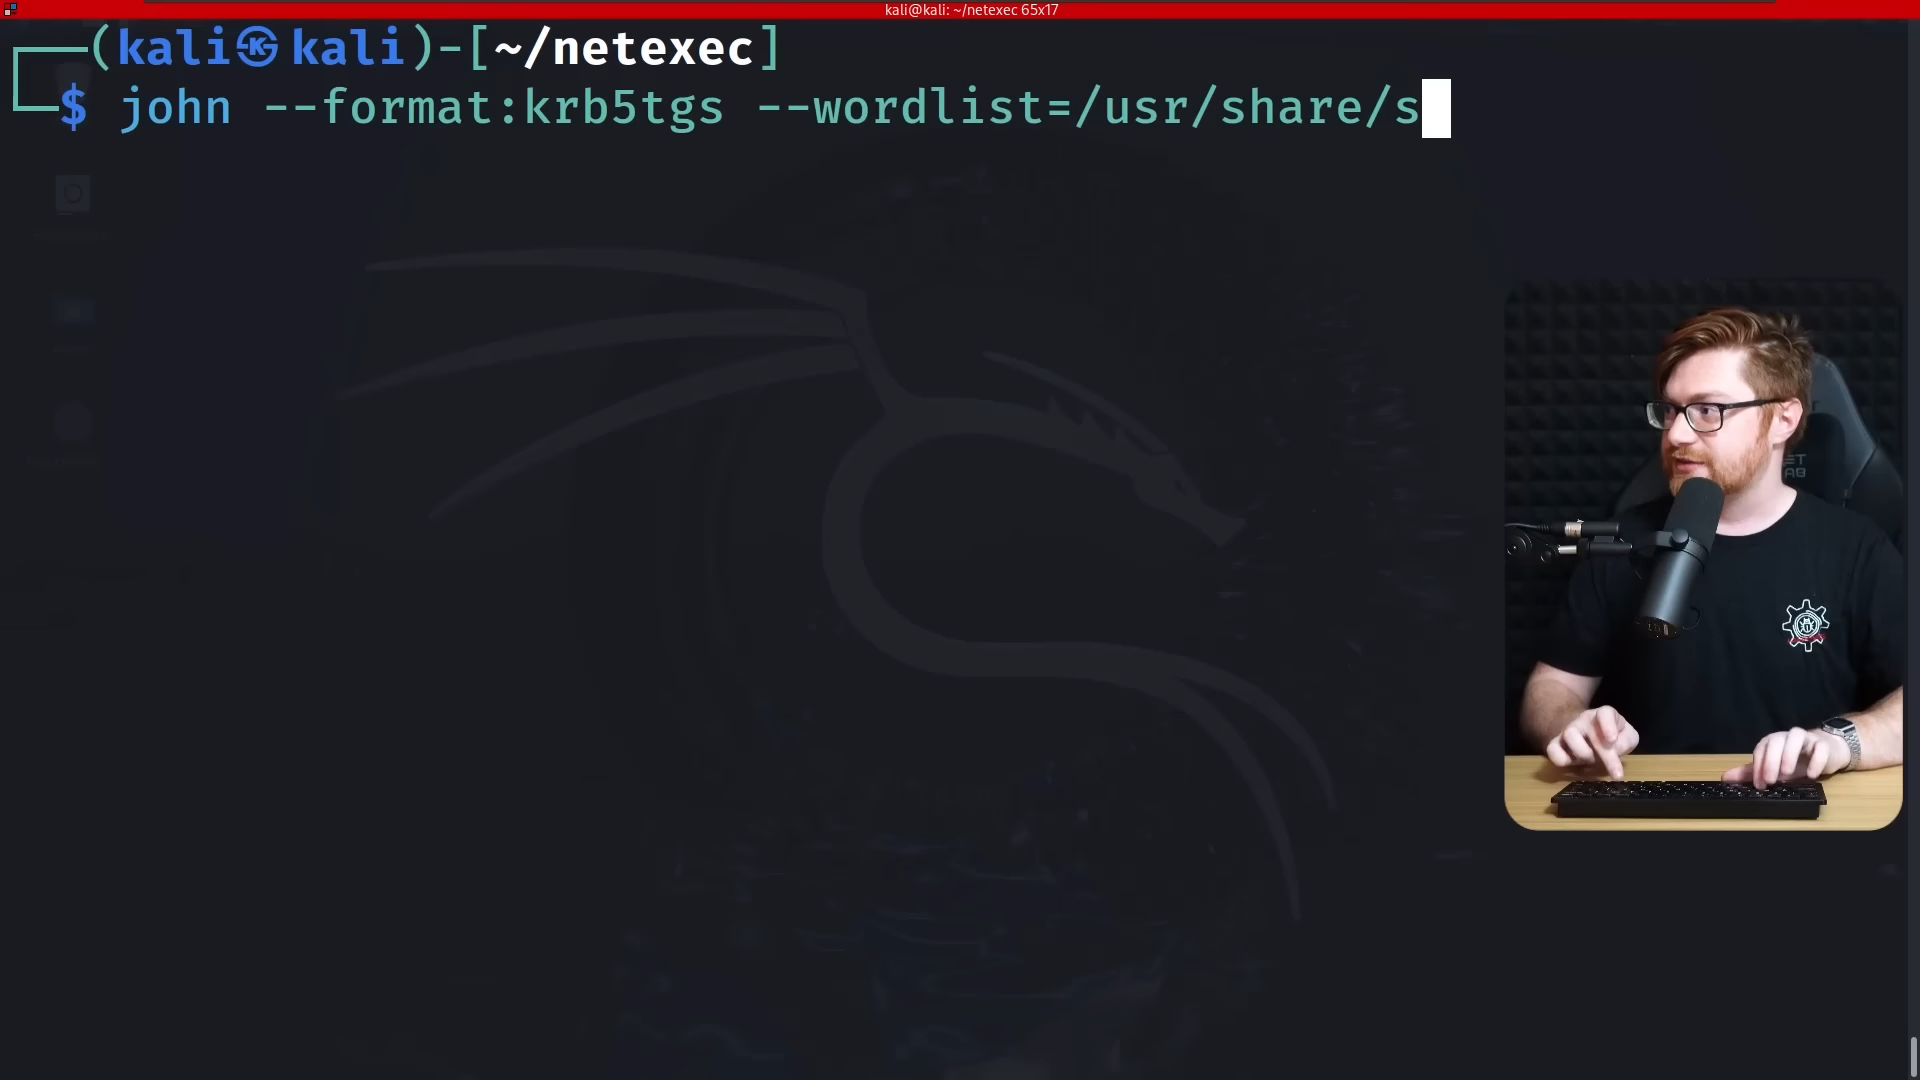 kali@kali: ~/netexec 65x17
(kali㉿kali)-[~/netexec]
$ john --format:krb5tgs --wordlist=/usr/share/s